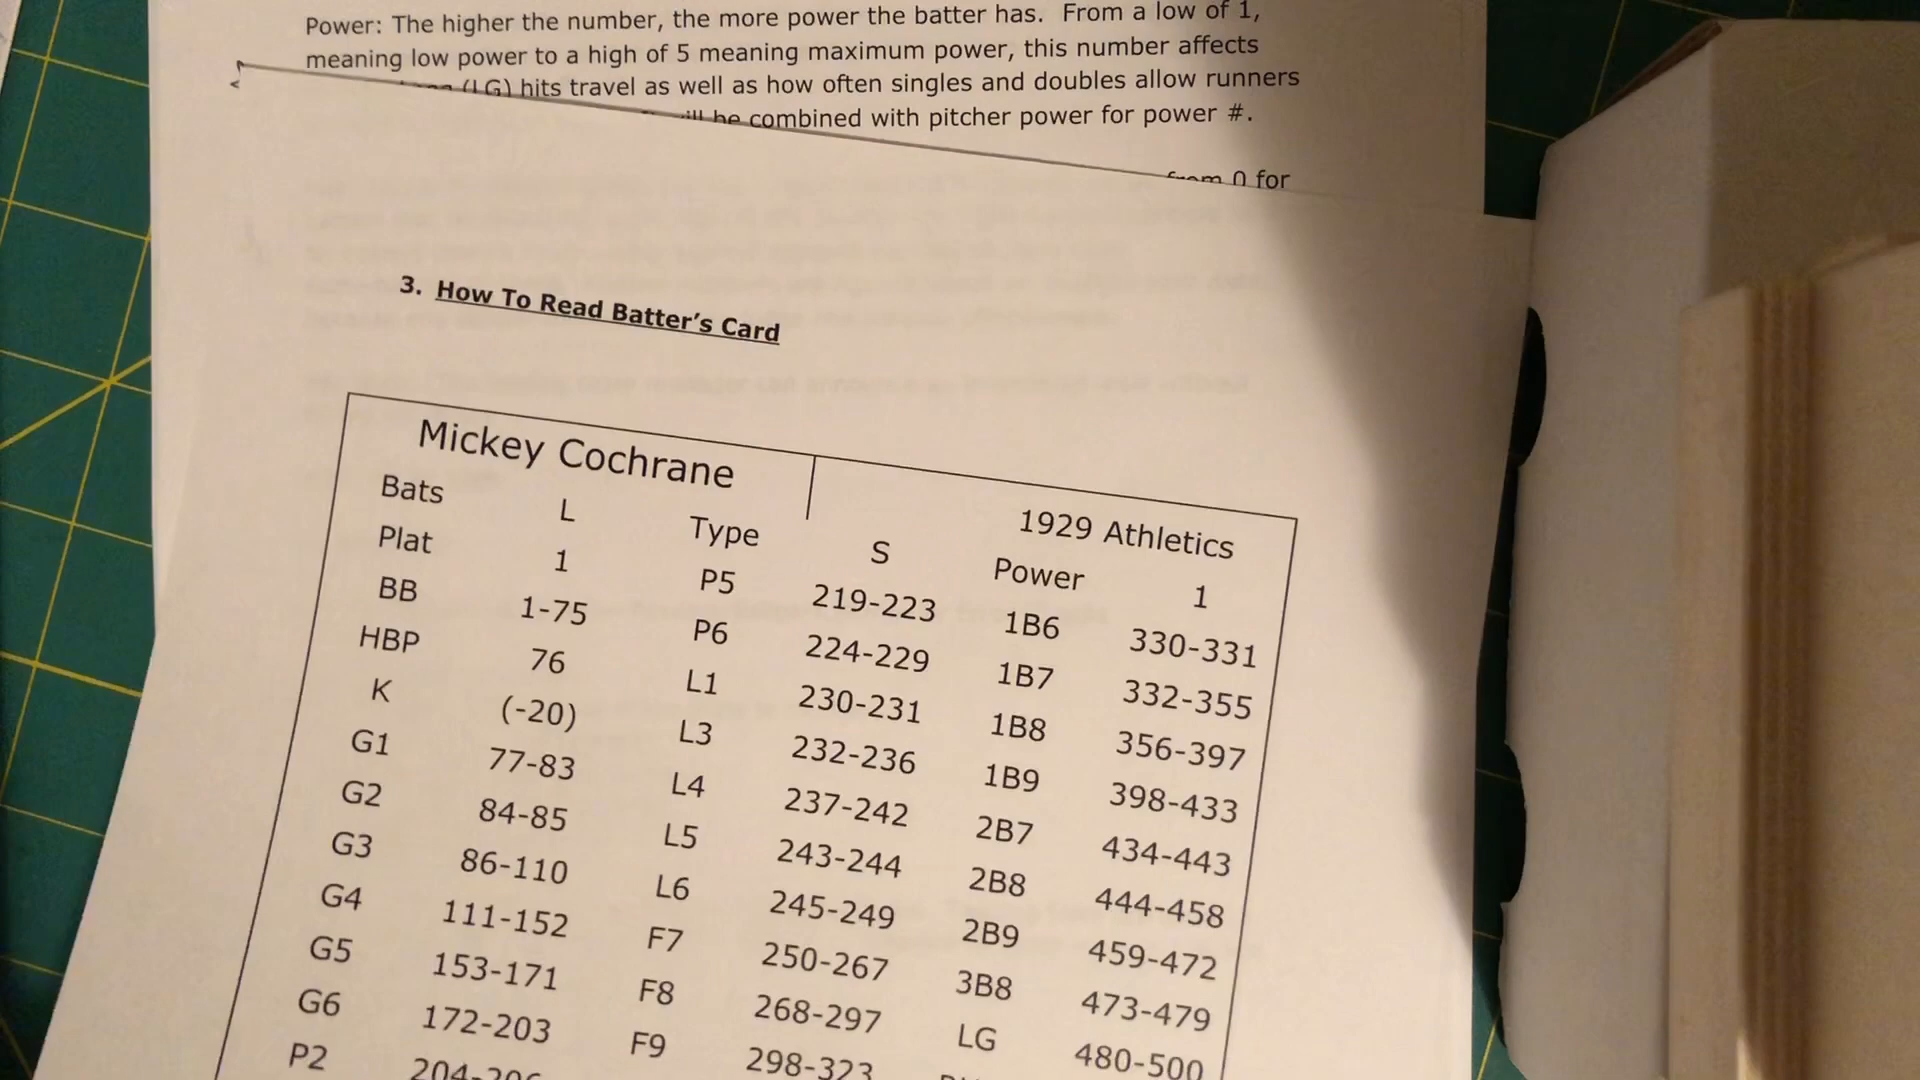 Power: The higher the number, the more power the batter has. From a low of 1,
meaning low power to a high of 5 meaning maximum power, this number affects
(LG) hits travel as well as how often singles and doubles allow runners
be combined with pitcher power for power #.
from 0 for
3. How To Read Batter's Card
Mickey Cochrane 1929 Athletics
Bats L Type S Power 1
Plat 1 P5 219-223 1B6 330-331
BB 1-75 P6 224-229 1B7 332-355
HBP 76 L1 230-231 1B8 356-397
K (-20) L3 232-236 1B9 398-433
G1 77-83 L4 237-242 2B7 434-443
G2 84-85 L5 243-244 2B8 444-458
G3 86-110 L6 245-249 2B9 459-472
G4 111-152 F7 250-267 3B8 473-479
G5 153-171 F8 268-297 LG 480-500
G6 172-203 F9 298-323
P2